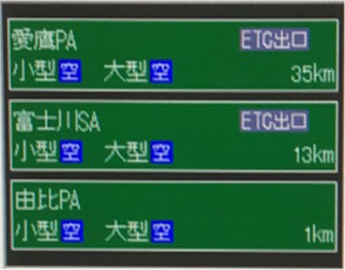 愛鷹PA ETC出口
小型空 大型空 35km
富士川SA ETC出口
小型空 大型空 13km
由比PA
小型空 大型空 1km